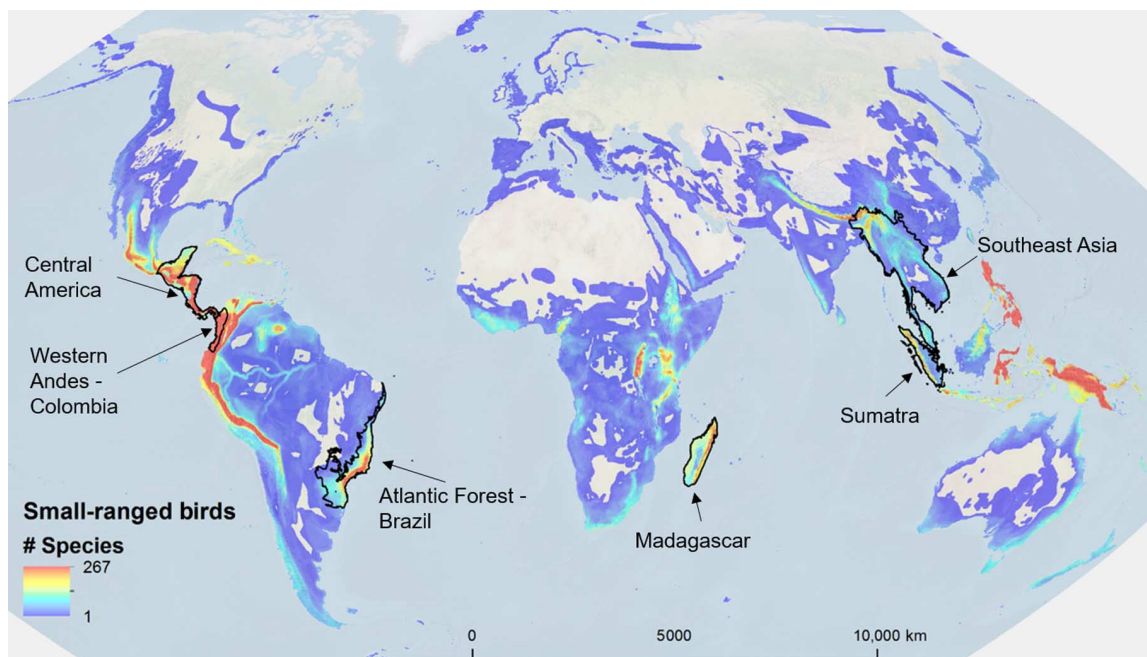 Central
America
Western
Andes -
Colombia
Southeast Asia
Sumatra
Atlantic Forest -
Brazil
Madagascar
Small-ranged birds
# Species
267
1
0
5000
10,000 km